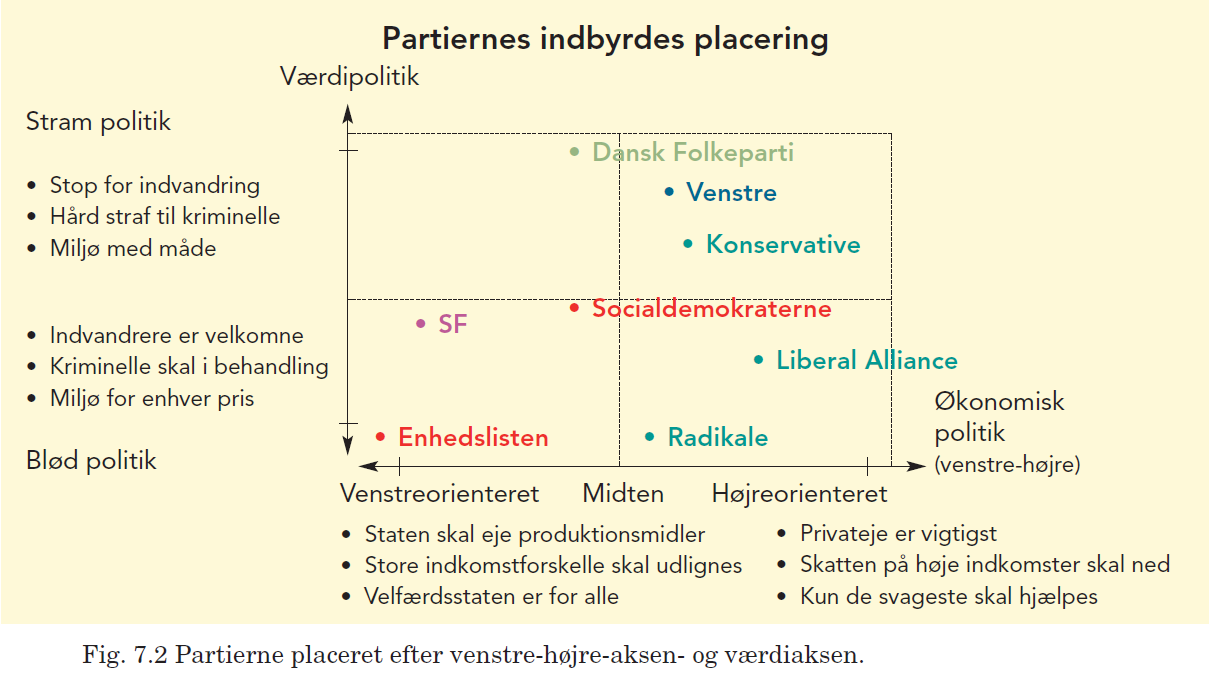 Partiernes indbyrdes placering
Værdipolitik
Stram politik
• Stop for indvandring
• Hård straf til kriminelle
• Miljø med måde
• Indvandrere er velkomne
• Kriminelle skal i behandling
• Miljø for enhver pris
Blød politik
• Dansk Folkeparti
• Venstre
• Konservative
• Socialdemokraterne
• SF
• Liberal Alliance
• Enhedslisten
• Radikale
Økonomisk
politik
(venstre-højre)
Venstreorienteret
Midten
Højreorienteret
• Staten skal eje produktionsmidler
• Store indkomstforskelle skal udlignes
• Velfærdsstaten er for alle
• Privateje er vigtigst
• Skatten på høje indkomster skal ned
• Kun de svageste skal hjælpes
Fig. 7.2 Partierne placeret efter venstre-højre-aksen- og værdiaksen.